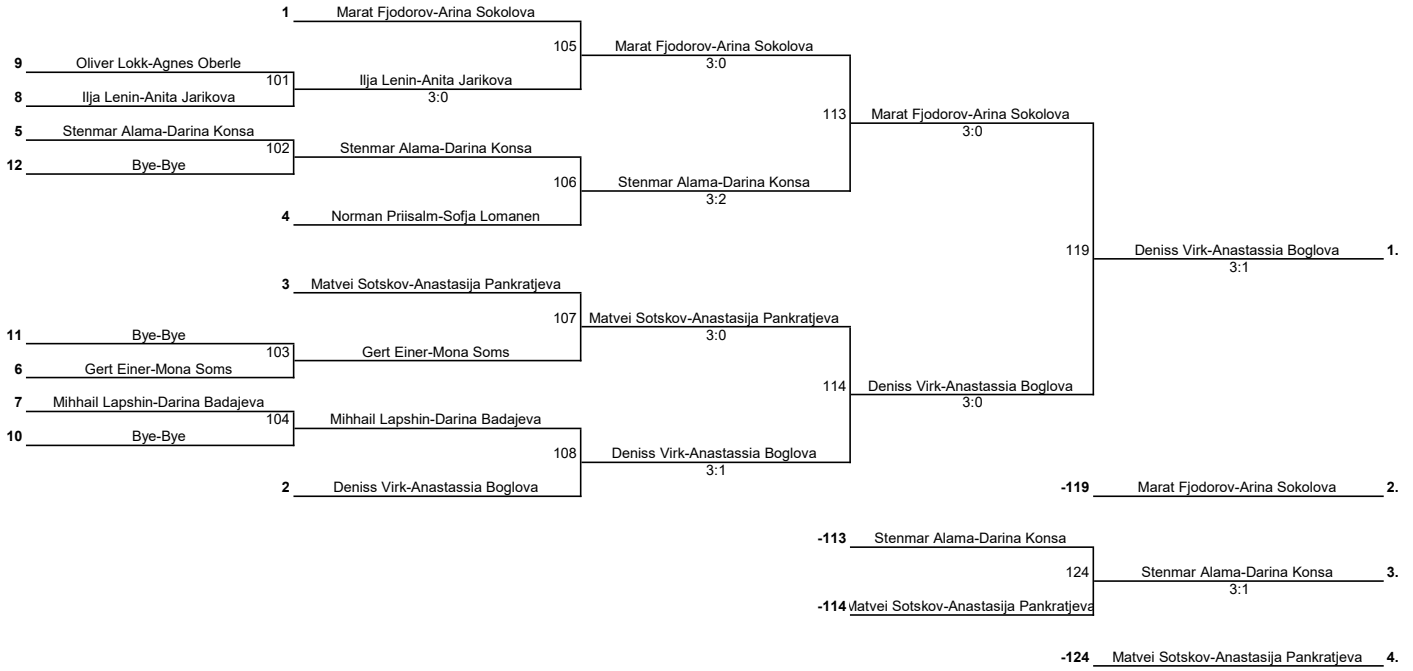 1 Marat Fjodorov-Arina Sokolova
105 Marat Fjodorov-Arina Sokolova
3:0
9 Oliver Lokk-Agnes Oberle
101 Ilja Lenin-Anita Jarikova
3:0
8 Ilja Lenin-Anita Jarikova
113 Marat Fjodorov-Arina Sokolova
3:0
5 Stenmar Alama-Darina Konsa
102 Stenmar Alama-Darina Konsa
12 Bye-Bye
106 Stenmar Alama-Darina Konsa
3:2
4 Norman Priisalm-Sofja Lomanen
119 Deniss Virk-Anastassia Boglova 1.
3:1
3 Matvei Sotskov-Anastasija Pankratjeva
107 Matvei Sotskov-Anastasija Pankratjeva
3:0
11 Bye-Bye
103 Gert Einer-Mona Soms
6 Gert Einer-Mona Soms
114 Deniss Virk-Anastassia Boglova
3:0
7 Mihhail Lapshin-Darina Badajeva
104 Mihhail Lapshin-Darina Badajeva
10 Bye-Bye
108 Deniss Virk-Anastassia Boglova
3:1
2 Deniss Virk-Anastassia Boglova
-119 Marat Fjodorov-Arina Sokolova 2.
-113 Stenmar Alama-Darina Konsa
124 Stenmar Alama-Darina Konsa 3.
3:1
-114 Matvei Sotskov-Anastasija Pankratjeva
-124 Matvei Sotskov-Anastasija Pankratjeva 4.